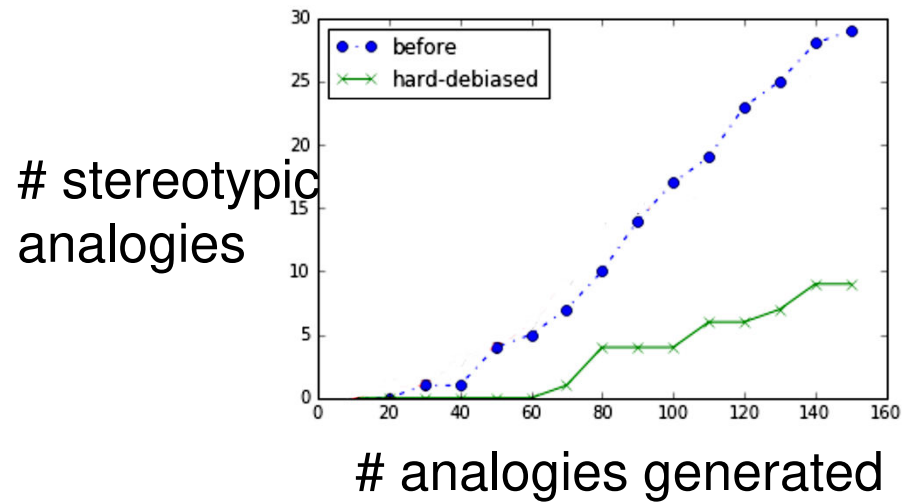 30
25
20
15
10
5
0
before
hard-debiased
# stereotypic
analogies
0 20 40 60 80 100 120 140 160
# analogies generated